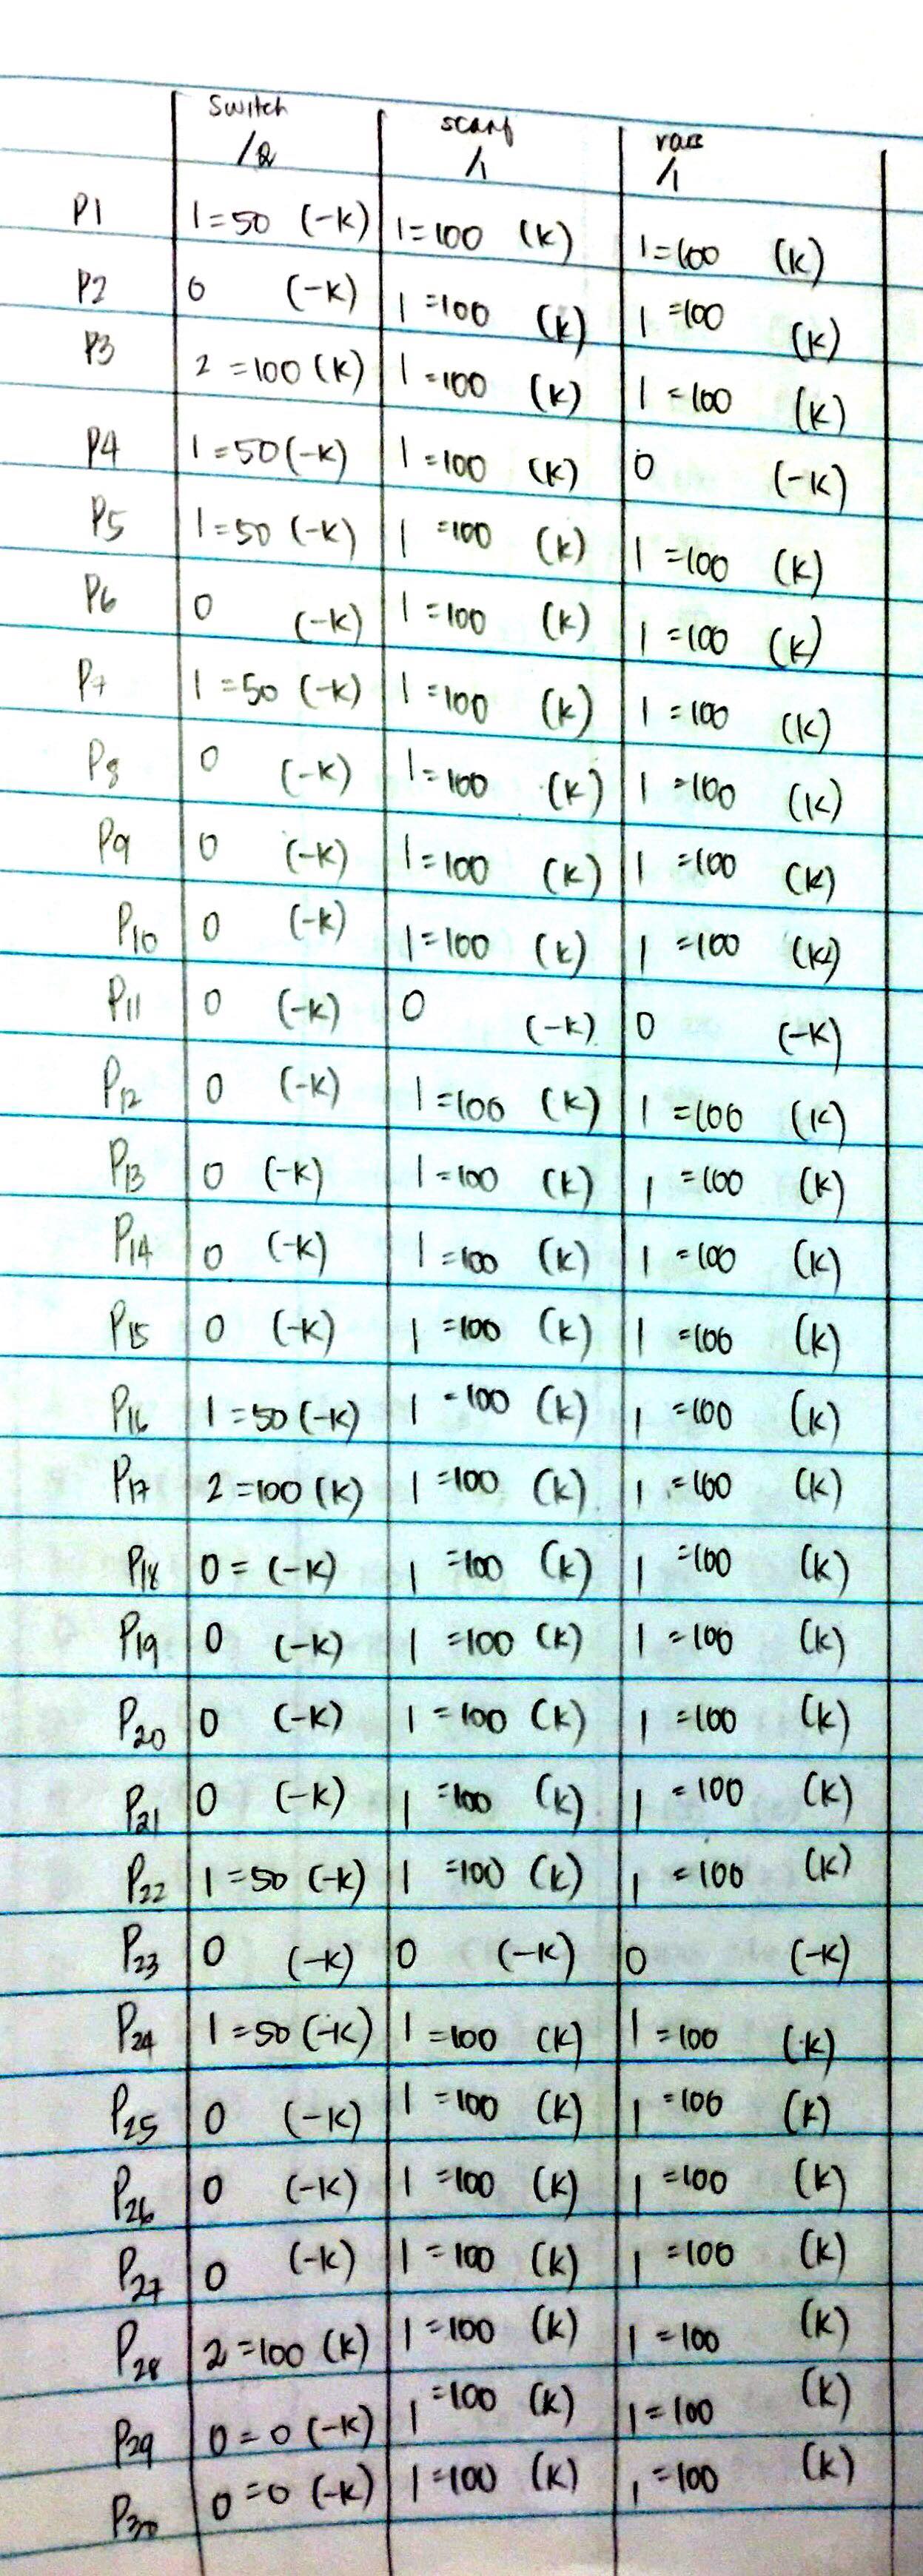 Switch scarf
/2 /1 /1
P1 1=50 (-K) 1=100 (K) 1=100 (K)
P2 0 (-K) 1=100 (K) 1=100 (K)
P3 2=100 (K) 1=100 (K) 1=100 (K)
P4 1=50 (-K) 1=100 (K) 0 (-K)
P5 1=50 (-K) 1=100 (K) 1=100 (K)
P6 0 (-K) 1=100 (K) 1=100 (K)
P7 1=50 (-K) 1=100 (K) 1=100 (K)
P8 0 (-K) 1=100 (K) 1=100 (K)
P9 0 (-K) 1=100 (K) 1=100 (K)
P10 0 (-K) 1=100 (K) 1=100 (K)
P11 0 (-K) 0 (-K) 0 (-K)
P12 0 (-K) 1=100 (K) 1=100 (K)
P13 0 (-K) 1=100 (K) 1=100 (K)
P14 0 (-K) 1=100 (K) 1=100 (K)
P15 0 (-K) 1=100 (K) 1=100 (K)
P16 1=50 (-K) 1=100 (K) 1=100 (K)
P17 2=100 (K) 1=100 (K) 1=100 (K)
P18 0= (-K) 1=100 (K) 1=100 (K)
P19 0 (-K) 1=100 (K) 1=100 (K)
P20 0 (-K) 1=100 (K) 1=100 (K)
P21 0 (-K) 1=100 (K) 1=100 (K)
P22 1=50 (-K) 1=100 (K) 1=100 (K)
P23 0 (-K) 0 (-K) 0 (-K)
P24 1=50 (-K) 1=100 (K) 1=100 (K)
P25 0 (-K) 1=100 (K) 1=100 (K)
P26 0 (-K) 1=100 (K) 1=100 (K)
P27 0 (-K) 1=100 (K) 1=100 (K)
P28 2=100 (K) 1=100 (K) 1=100 (K)
P29 0=0 (-K) 1=100 (K) 1=100 (K)
P30 0=0 (-K) 1=100 (K) 1=100 (K)